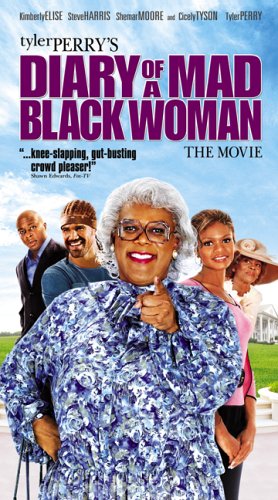 KimberlyELISE SteveHARRIS ShemarMOORE and CicelyTYSON TylerPERRY
tyler PERRY'S
DIARY OF A MAD
BLACK WOMAN
THE MOVIE
"...knee-slapping, gut-busting
crowd pleaser!"
Shawn Edwards, Fox-TV